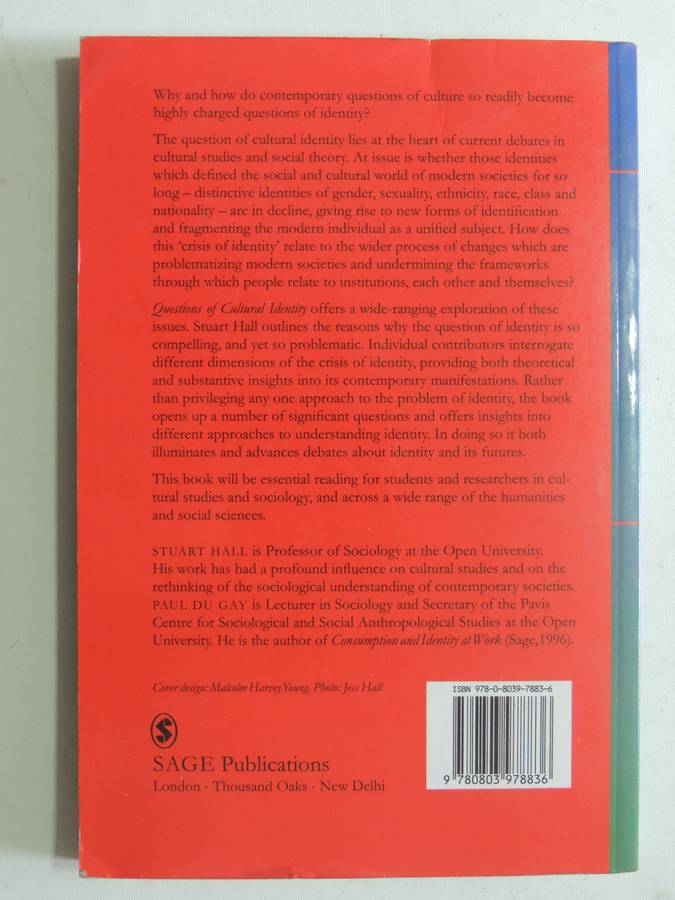 Why and how do contemporary questions of culture so readily become
highly charged questions of identity?
The question of cultural identity lies at the heart of current debates in
cultural studies and social theory. At issue is whether those identities
which defined the social and cultural world of modern societies for so
long – distinctive identities of gender, sexuality, ethnicity, race, class and
nationality – are in decline, giving rise to new forms of identification
and fragmenting the modern individual as a unified subject. How does
this 'crisis of identity' relate to the wider process of changes which are
problematizing modern societies and undermining the frameworks
through which people relate to institutions, each other and themselves?
Questions of Cultural Identity offers a wide-ranging exploration of these
issues. Stuart Hall outlines the reasons why the question of identity is so
compelling, and yet so problematic. Individual contributors interrogate
different dimensions of the crisis of identity, providing both theoretical
and substantive insights into its contemporary manifestations. Rather
than privileging any one approach to the problem of identity, the book
opens up a number of significant questions and offers insights into
different approaches to understanding identity. In doing so it both
illuminates and advances debates about identity and its futures.
This book will be essential reading for students and researchers in cul-
tural studies and sociology, and across a wide range of the humanities
and social sciences.
STUART HALL is Professor of Sociology at the Open University.
His work has had a profound influence on cultural studies and on the
rethinking of the sociological understanding of contemporary societies.
PAUL DU GAY is Lecturer in Sociology and Secretary of the Pavis
Centre for Sociological and Social Anthropological Studies at the Open
University. He is the author of Consumption and Identity at Work (Sage, 1996).
Cover design: Malcolm Harvey Young. Photo: Jess Hall
ISBN 978-0-8039-7883-6
9 780803 978836
S
SAGE Publications
London · Thousand Oaks · New Delhi